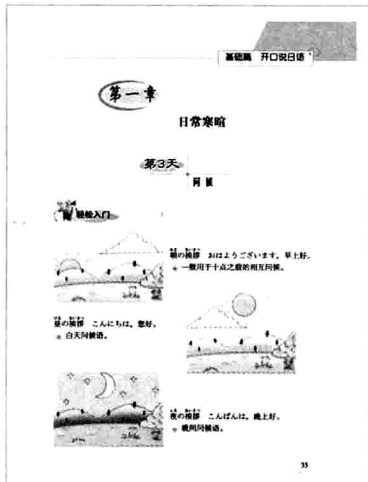 基础篇 开口说日语
第一章
日常寒暄
第3天
问候
轻松入门
朝の挨拶 おはようございます。早上好。
★ 一般用于十点之前的相互问候。
昼の挨拶 こんにちは。您好。
★ 白天问候语。
夜の挨拶 こんばんは。晚上好。
★ 晚间问候语。
35